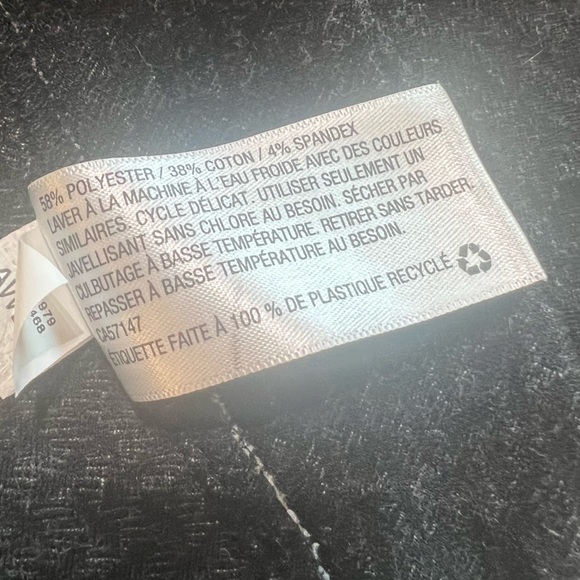 58% POLYESTER / 38% COTON / 4% SPANDEX
LAVER À LA MACHINE À L'EAU FROIDE AVEC DES COULEURS
SIMILAIRES. CYCLE DÉLICAT. UTILISER SEULEMENT UN
JAVELLISANT SANS CHLORE AU BESOIN. SÉCHER PAR
CULBUTAGE À BASSE TEMPÉRATURE. RETIRER SANS TARDER.
REPASSER À BASSE TEMPÉRATURE AU BESOIN.
CA57147
ÉTIQUETTE FAITE À 100 % DE PLASTIQUE RECYCLÉ
979
468